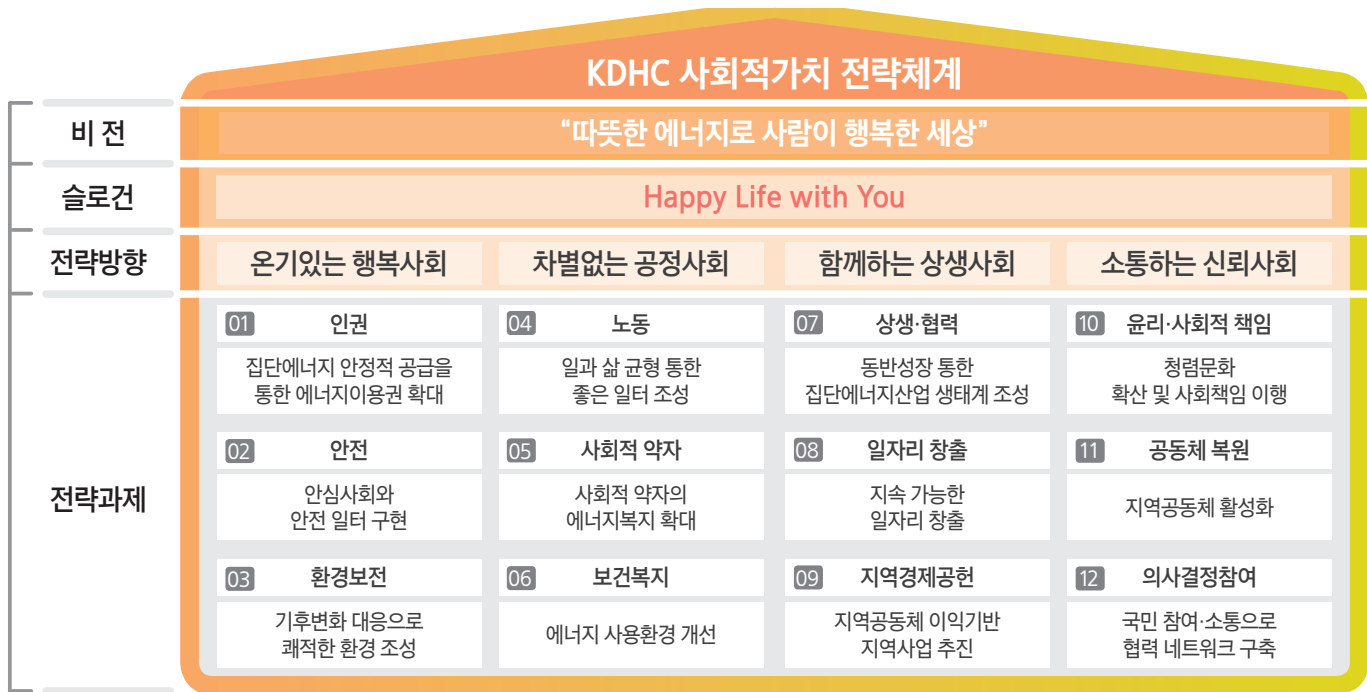 KDHC 사회적가치 전략체계
비 전
“따뜻한 에너지로 사람이 행복한 세상”
슬로건
Happy Life with You
전략방향
온기있는 행복사회
차별없는 공정사회
함께하는 상생사회
소통하는 신뢰사회
전략과제
01 인권
집단에너지 안정적 공급을
통한 에너지이용권 확대
02 안전
안심사회와
안전 일터 구현
03 환경보전
기후변화 대응으로
쾌적한 환경 조성
04 노동
일과 삶 균형 통한
좋은 일터 조성
05 사회적 약자
사회적 약자의
에너지복지 확대
06 보건복지
에너지 사용환경 개선
07 상생·협력
동반성장 통한
집단에너지산업 생태계 조성
08 일자리 창출
지속 가능한
일자리 창출
09 지역경제공헌
지역공동체 이익기반
지역사업 추진
10 윤리·사회적 책임
청렴문화
확산 및 사회책임 이행
11 공동체 복원
지역공동체 활성화
12 의사결정참여
국민 참여·소통으로
협력 네트워크 구축